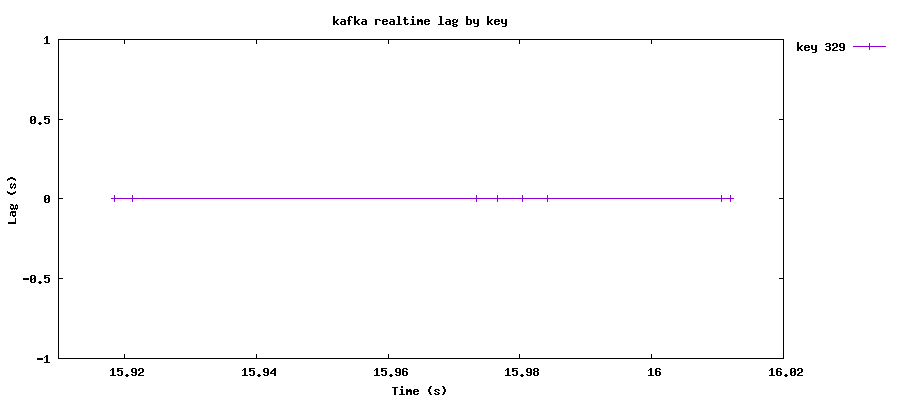 kafka realtime lag by key
key 329
1
0.5
0
-0.5
-1
Lag (s)
15.92 15.94 15.96 15.98 16 16.02
Time (s)